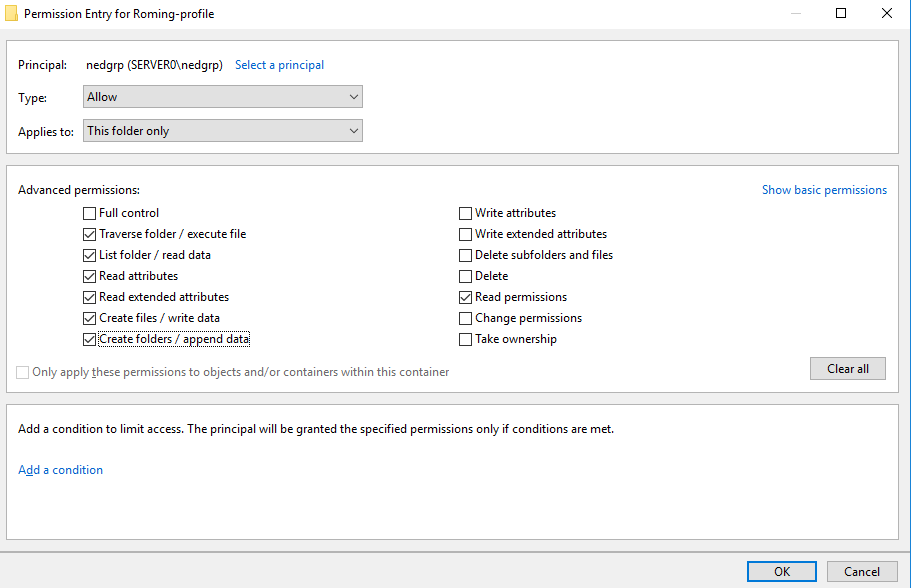 Permission Entry for Roming-profile
Principal: nedgrp (SERVER0\nedgrp) Select a principal
Type: Allow
Applies to: This folder only
Advanced permissions: Show basic permissions
Full control Write attributes
Traverse folder / execute file Write extended attributes
List folder / read data Delete subfolders and files
Read attributes Delete
Read extended attributes Read permissions
Create files / write data Change permissions
Create folders / append data Take ownership
Only apply these permissions to objects and/or containers within this container Clear all
Add a condition to limit access. The principal will be granted the specified permissions only if conditions are met.
Add a condition
OK Cancel